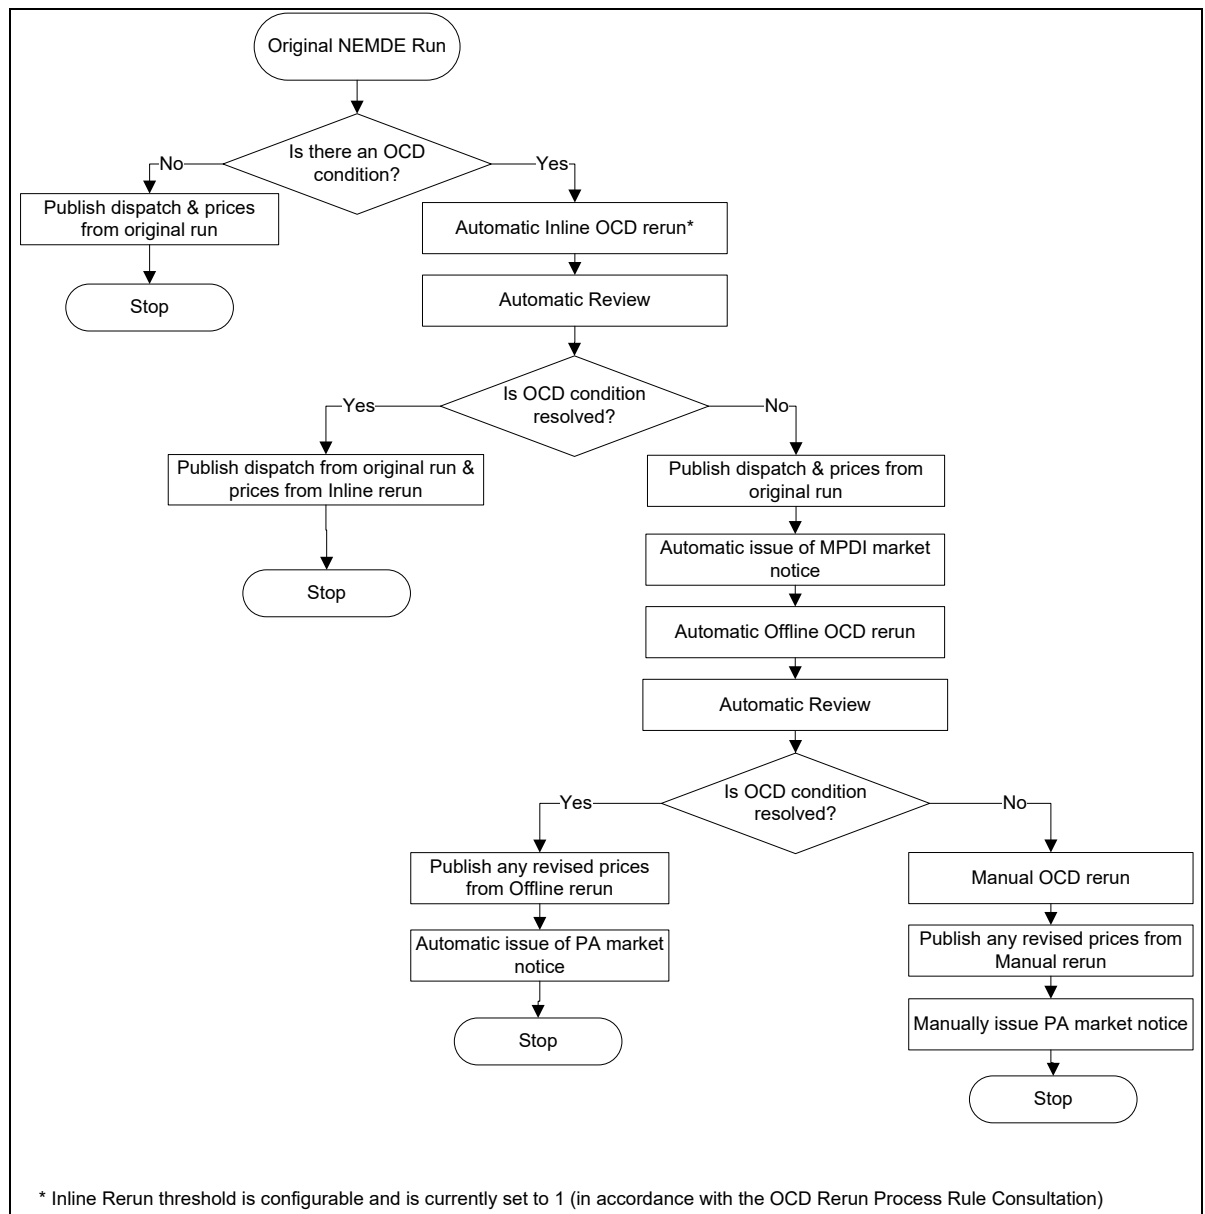 Original NEMDE Run
Is there an OCD
condition?
No
Yes
Publish dispatch & prices
from original run
Automatic Inline OCD rerun*
Stop
Automatic Review
Is OCD condition
resolved?
Yes
No
Publish dispatch from original run &
prices from Inline rerun
Publish dispatch & prices from
original run
Automatic issue of MPDI market
notice
Stop
Automatic Offline OCD rerun
Automatic Review
Is OCD condition
resolved?
Yes
No
Publish any revised prices
from Offline rerun
Manual OCD rerun
Automatic issue of PA market
notice
Publish any revised prices from
Manual rerun
Stop
Manually issue PA market notice
Stop
* Inline Rerun threshold is configurable and is currently set to 1 (in accordance with the OCD Rerun Process Rule Consultation)